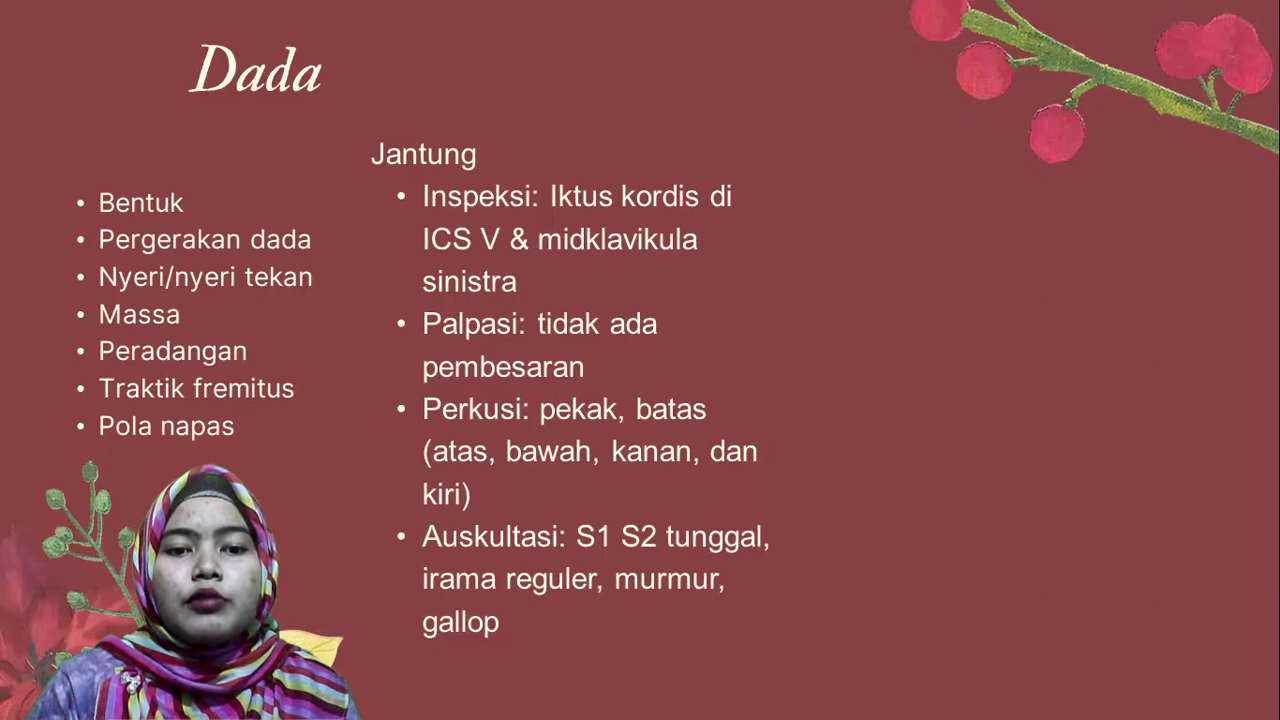 Dada
• Bentuk
• Pergerakan dada
• Nyeri/nyeri tekan
• Massa
• Peradangan
• Traktik fremitus
• Pola napas
Jantung
• Inspeksi: Iktus kordis di
ICS V & midklavikula
sinistra
• Palpasi: tidak ada
pembesaran
• Perkusi: pekak, batas
(atas, bawah, kanan, dan
kiri)
• Auskultasi: S1 S2 tunggal,
irama reguler, murmur,
gallop